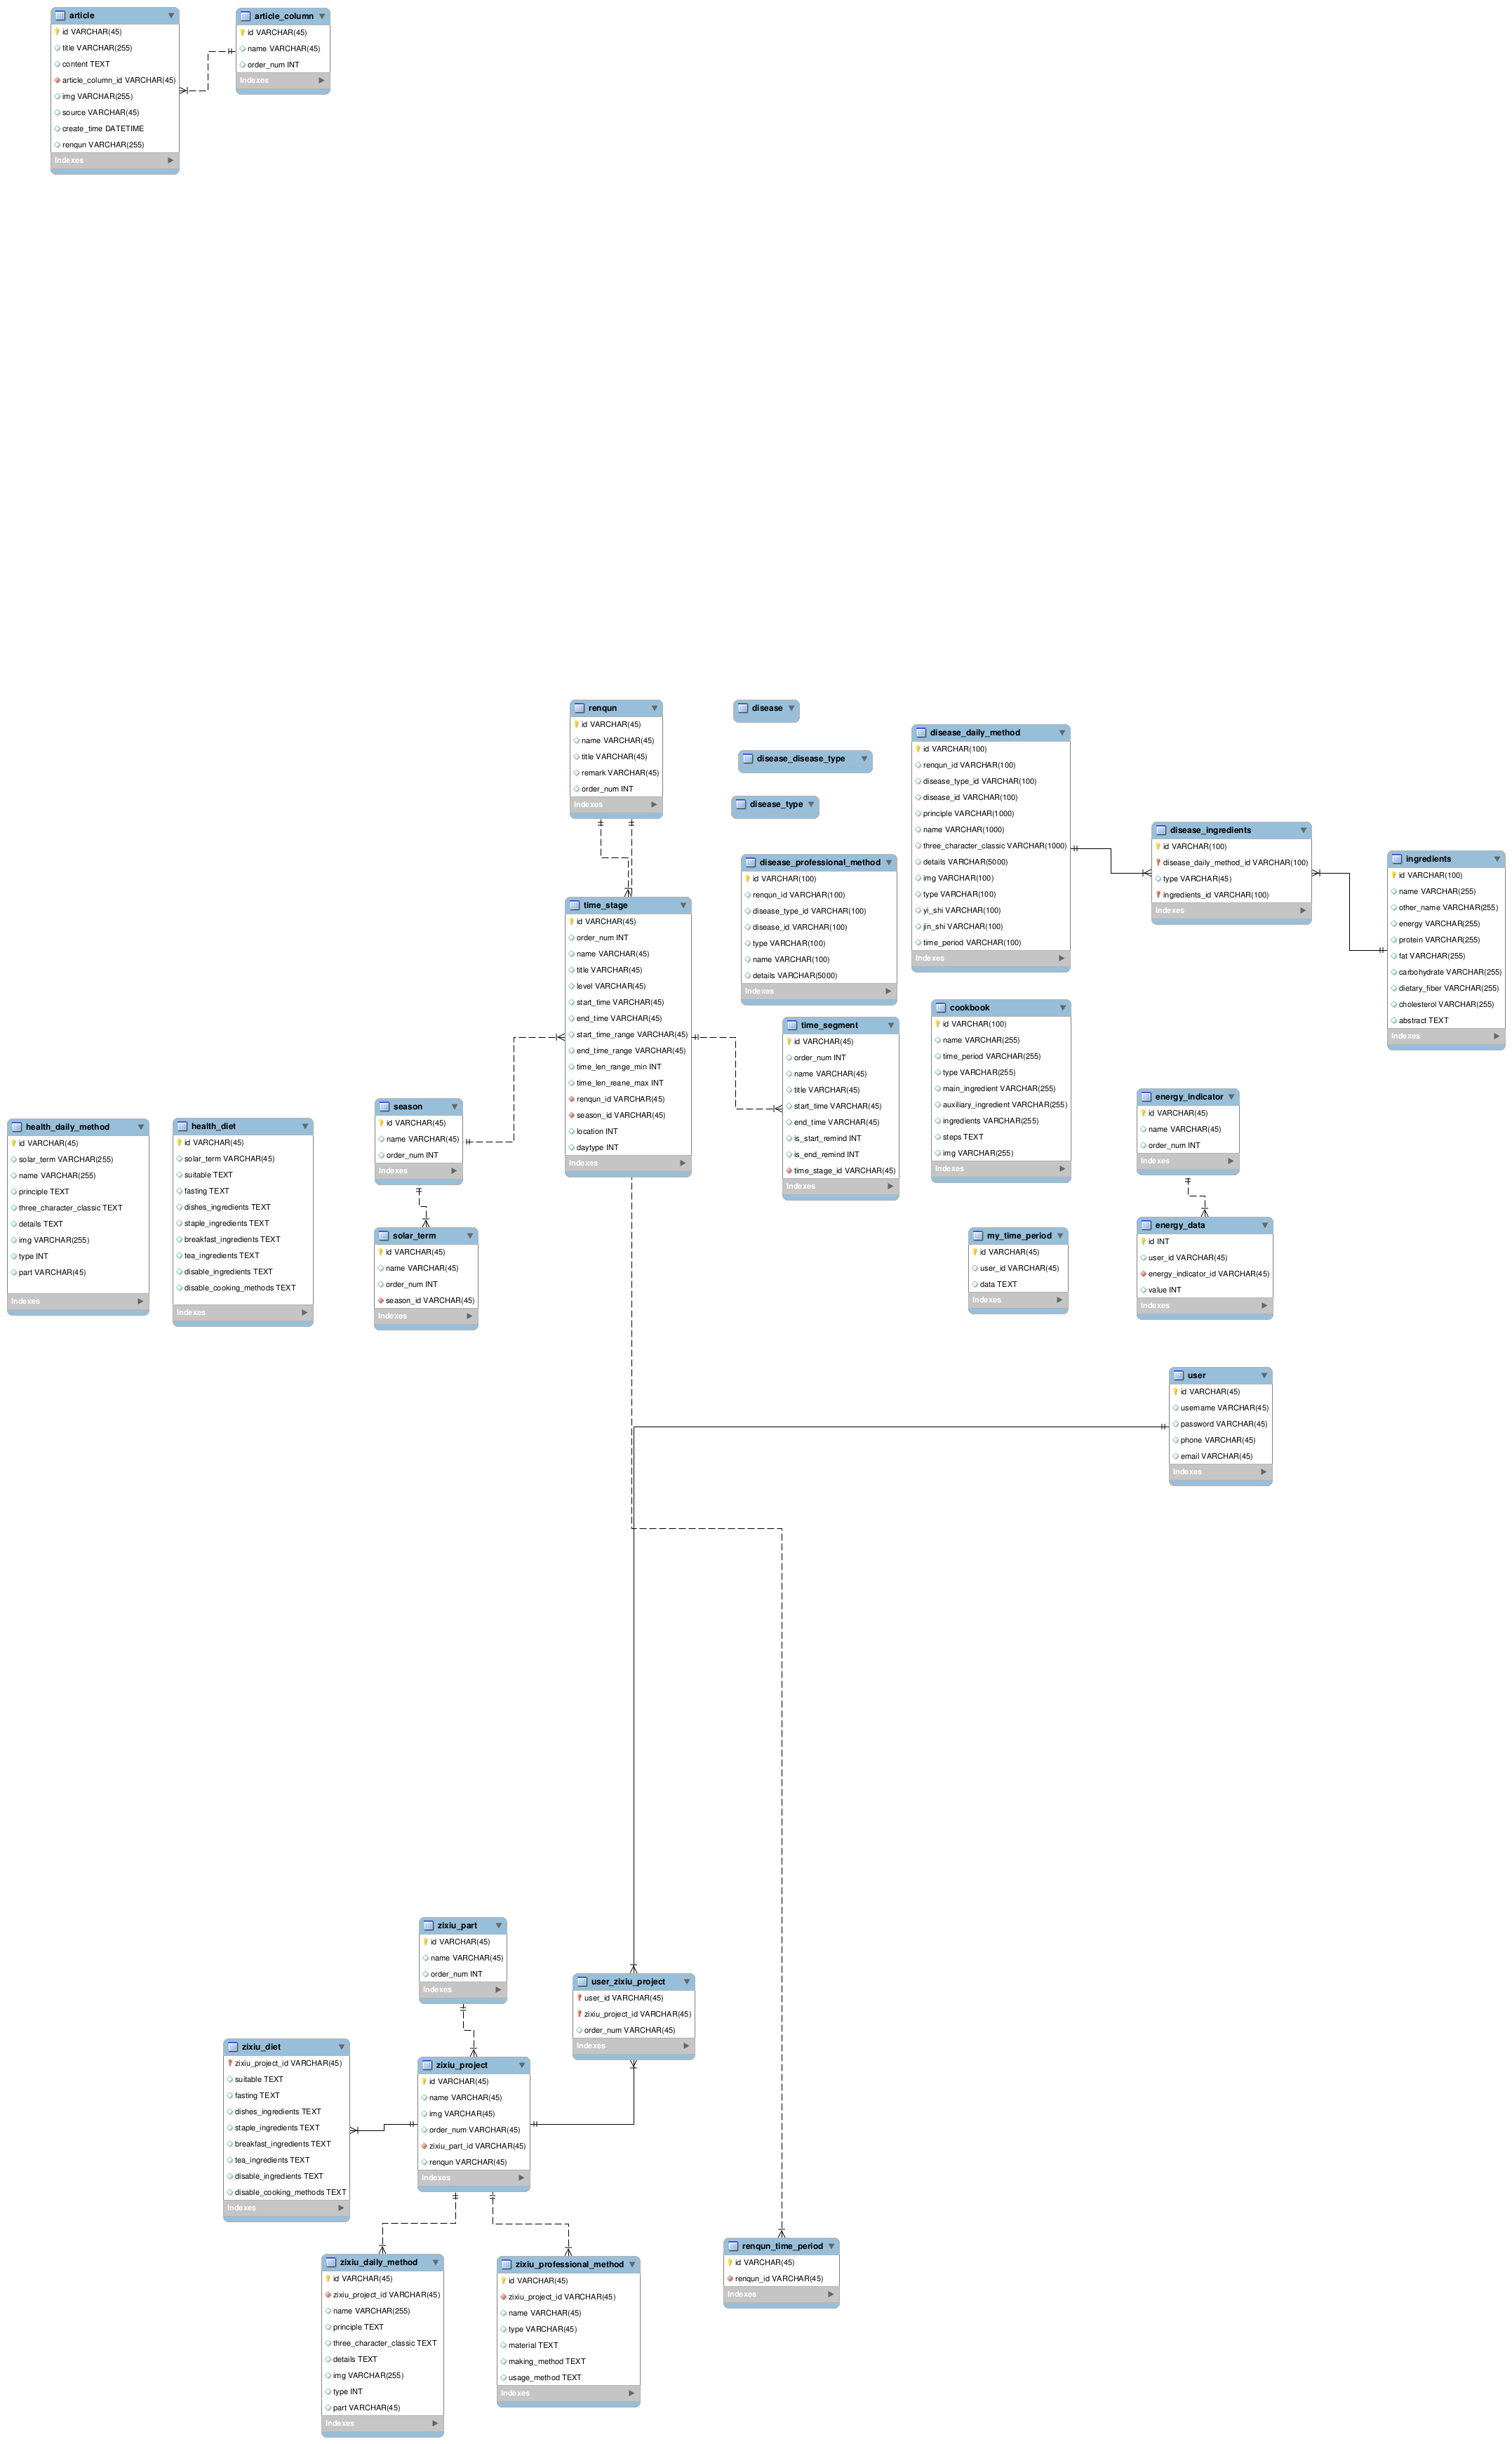 article
id VARCHAR(45)
title VARCHAR(255)
content TEXT
article_column_id VARCHAR(45)
img VARCHAR(255)
source VARCHAR(45)
create_time DATETIME
renqun VARCHAR(255)
Indexes
article_column
id VARCHAR(45)
name VARCHAR(45)
order_num INT
Indexes
renqun
id VARCHAR(45)
name VARCHAR(45)
title VARCHAR(45)
remark VARCHAR(45)
order_num INT
Indexes
disease
disease_disease_type
disease_type
disease_daily_method
id VARCHAR(100)
renqun_id VARCHAR(100)
disease_type_id VARCHAR(100)
disease_id VARCHAR(100)
principle VARCHAR(1000)
name VARCHAR(1000)
three_character_classic VARCHAR(1000)
details VARCHAR(5000)
img VARCHAR(100)
type VARCHAR(100)
yi_shi VARCHAR(100)
jin_shi VARCHAR(100)
time_period VARCHAR(100)
Indexes
disease_ingredients
id VARCHAR(100)
disease_daily_method_id VARCHAR(100)
type VARCHAR(45)
ingredients_id VARCHAR(100)
Indexes
ingredients
id VARCHAR(100)
name VARCHAR(255)
other_name VARCHAR(255)
energy VARCHAR(255)
protein VARCHAR(255)
fat VARCHAR(255)
carbohydrate VARCHAR(255)
dietary_fiber VARCHAR(255)
cholesterol VARCHAR(255)
abstract TEXT
Indexes
disease_professional_method
id VARCHAR(100)
renqun_id VARCHAR(100)
disease_type_id VARCHAR(100)
disease_id VARCHAR(100)
type VARCHAR(100)
name VARCHAR(100)
details VARCHAR(5000)
Indexes
time_stage
id VARCHAR(45)
order_num INT
name VARCHAR(45)
title VARCHAR(45)
level VARCHAR(45)
start_time VARCHAR(45)
end_time VARCHAR(45)
start_time_range VARCHAR(45)
end_time_range VARCHAR(45)
time_len_range_min INT
time_len_reane_max INT
renqun_id VARCHAR(45)
season_id VARCHAR(45)
location INT
daytype INT
Indexes
time_segment
id VARCHAR(45)
order_num INT
name VARCHAR(45)
title VARCHAR(45)
start_time VARCHAR(45)
end_time VARCHAR(45)
is_start_remind INT
is_end_remind INT
time_stage_id VARCHAR(45)
Indexes
cookbook
id VARCHAR(100)
name VARCHAR(255)
time_period VARCHAR(255)
type VARCHAR(255)
main_ingredient VARCHAR(255)
auxiliary_ingredient VARCHAR(255)
ingredients VARCHAR(255)
steps TEXT
img VARCHAR(255)
Indexes
energy_indicator
id VARCHAR(45)
name VARCHAR(45)
order_num INT
Indexes
season
id VARCHAR(45)
name VARCHAR(45)
order_num INT
Indexes
health_daily_method
id VARCHAR(45)
solar_term VARCHAR(255)
name VARCHAR(255)
principle TEXT
three_character_classic TEXT
details TEXT
img VARCHAR(255)
type INT
part VARCHAR(45)
Indexes
health_diet
id VARCHAR(45)
solar_term VARCHAR(45)
suitable TEXT
fasting TEXT
dishes_ingredients TEXT
staple_ingredients TEXT
breakfast_ingredients TEXT
tea_ingredients TEXT
disable_ingredients TEXT
disable_cooking_methods TEXT
Indexes
solar_term
id VARCHAR(45)
name VARCHAR(45)
order_num INT
season_id VARCHAR(45)
Indexes
my_time_period
id VARCHAR(45)
user_id VARCHAR(45)
data TEXT
Indexes
energy_data
id INT
user_id VARCHAR(45)
energy_indicator_id VARCHAR(45)
value INT
Indexes
user
id VARCHAR(45)
username VARCHAR(45)
password VARCHAR(45)
phone VARCHAR(45)
email VARCHAR(45)
Indexes
zixiu_part
id VARCHAR(45)
name VARCHAR(45)
order_num INT
Indexes
user_zixiu_project
user_id VARCHAR(45)
zixiu_project_id VARCHAR(45)
order_num VARCHAR(45)
Indexes
zixiu_diet
zixiu_project_id VARCHAR(45)
suitable TEXT
fasting TEXT
dishes_ingredients TEXT
staple_ingredients TEXT
breakfast_ingredients TEXT
tea_ingredients TEXT
disable_ingredients TEXT
disable_cooking_methods TEXT
Indexes
zixiu_project
id VARCHAR(45)
name VARCHAR(45)
img VARCHAR(45)
order_num VARCHAR(45)
zixiu_part_id VARCHAR(45)
renqun VARCHAR(45)
Indexes
zixiu_daily_method
id VARCHAR(45)
zixiu_project_id VARCHAR(45)
name VARCHAR(255)
principle TEXT
three_character_classic TEXT
details TEXT
img VARCHAR(255)
type INT
part VARCHAR(45)
Indexes
zixiu_professional_method
id VARCHAR(45)
zixiu_project_id VARCHAR(45)
name VARCHAR(45)
type VARCHAR(45)
material TEXT
making_method TEXT
usage_method TEXT
Indexes
renqun_time_period
id VARCHAR(45)
renqun_id VARCHAR(45)
Indexes